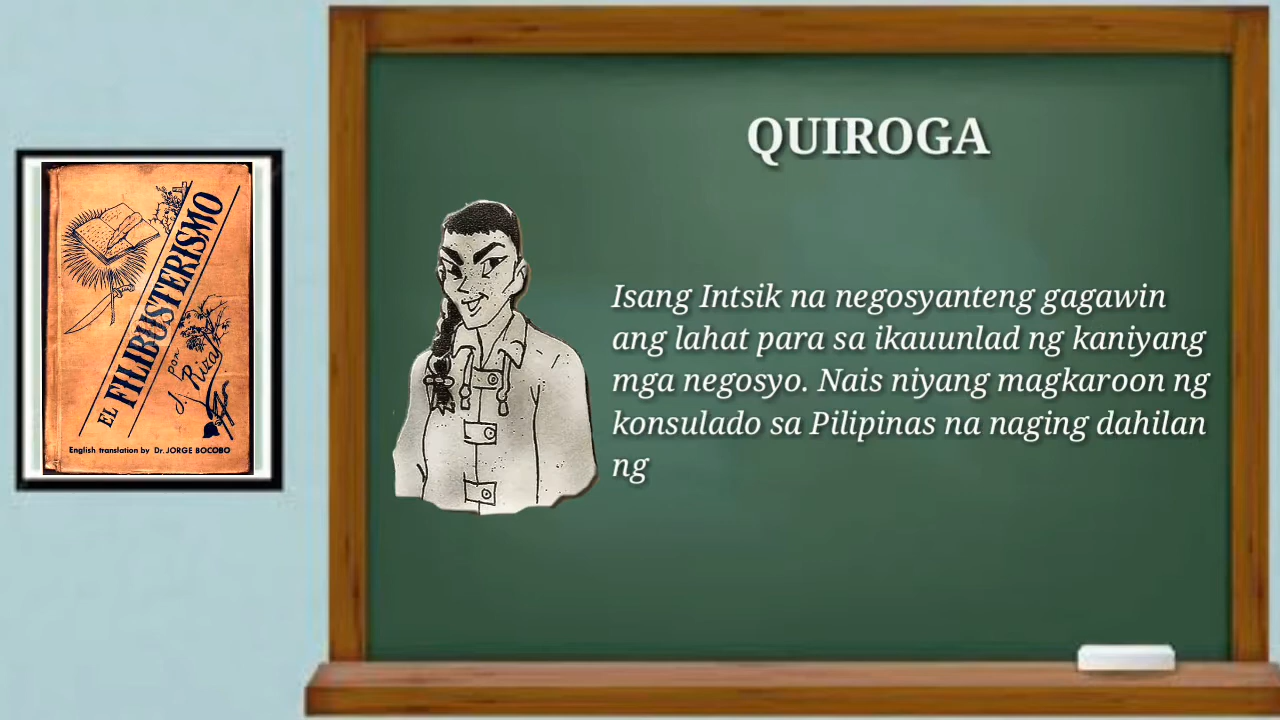 EL FILIBUSTERISMO
por
J. Rizal
English translation by Dr. JORGE BOCOBO
QUIROGA
Isang Intsik na negosyanteng gagawin
ang lahat para sa ikauunlad ng kaniyang
mga negosyo. Nais niyang magkaroon ng
konsulado sa Pilipinas na naging dahilan
ng